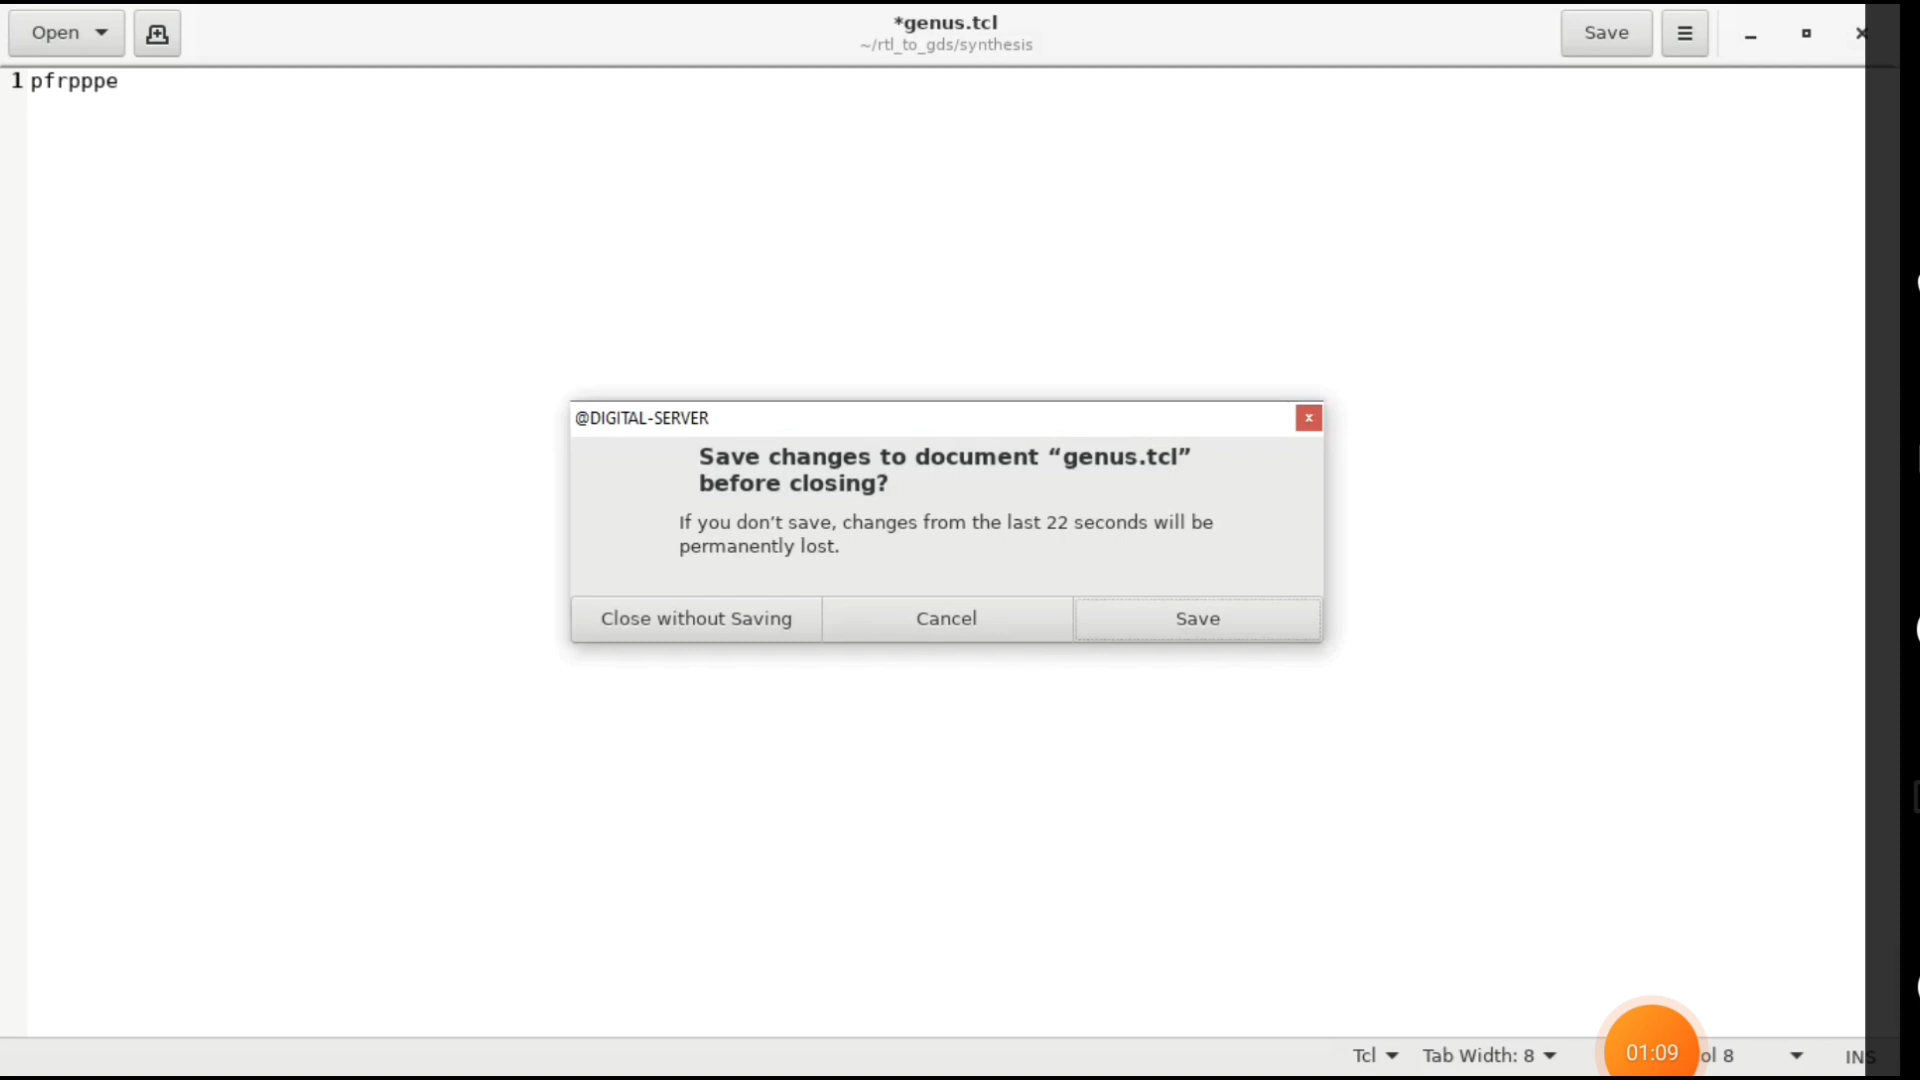 Open
*genus.tcl
~/rtl_to_gds/synthesis
Save
1 pfrpppe
@DIGITAL-SERVER
Save changes to document “genus.tcl”
before closing?
If you don’t save, changes from the last 22 seconds will be
permanently lost.
Close without Saving
Cancel
Save
Tcl
Tab Width: 8
01:09
ol 8
INS